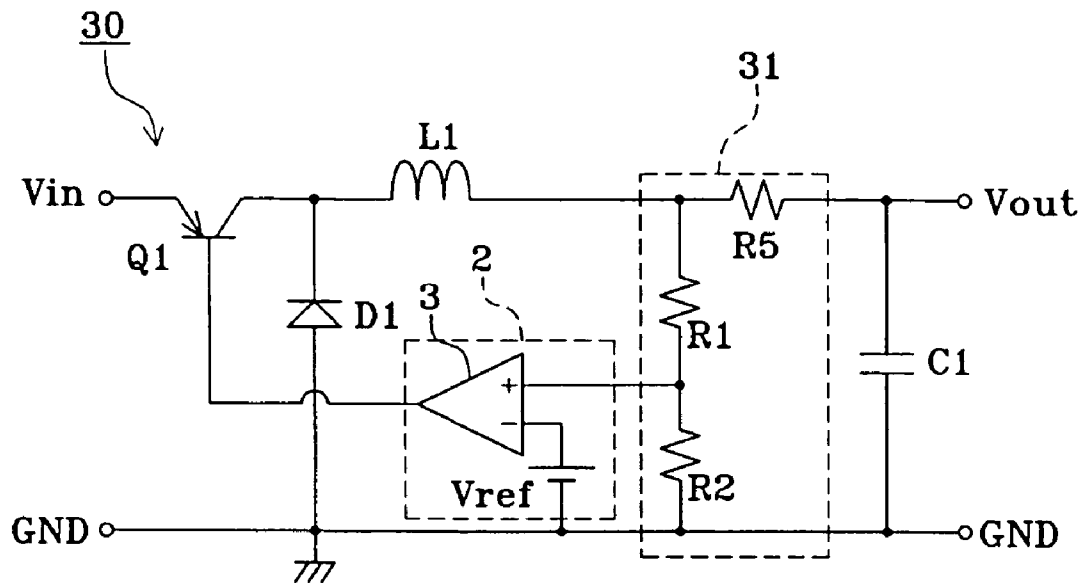 30
31
L1
Vin
Vout
Q1
R5
2
3
D1
R1
+
C1
−
Vref
R2
GND
GND